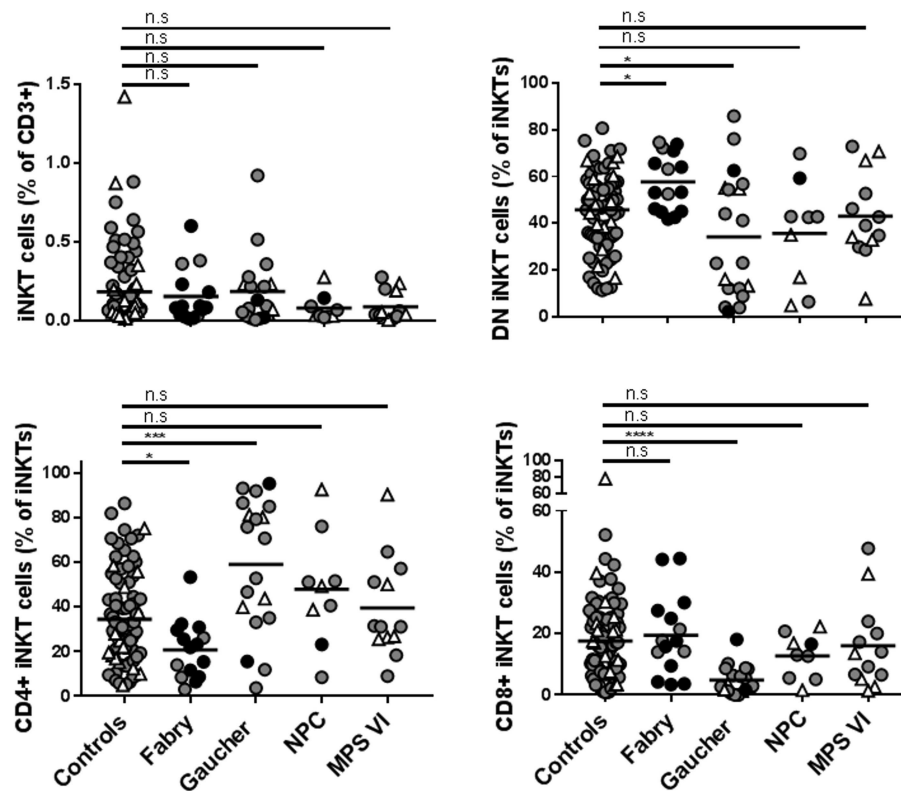 n.s
n.s
n.s
n.s
iNKT cells (% of CD3+)
1.5
1.0
0.5
0.0
n.s
n.s
*
*
DN iNKT cells (% of iNKTs)
100
80
60
40
20
0
n.s
n.s
***
*
CD4+ iNKT cells (% of iNKTs)
100
80
60
40
20
0
Controls
Fabry
Gaucher
NPC
MPS VI
n.s
n.s
****
n.s
CD8+ iNKT cells (% of iNKTs)
100
80
60
60
40
20
0
Controls
Fabry
Gaucher
NPC
MPS VI